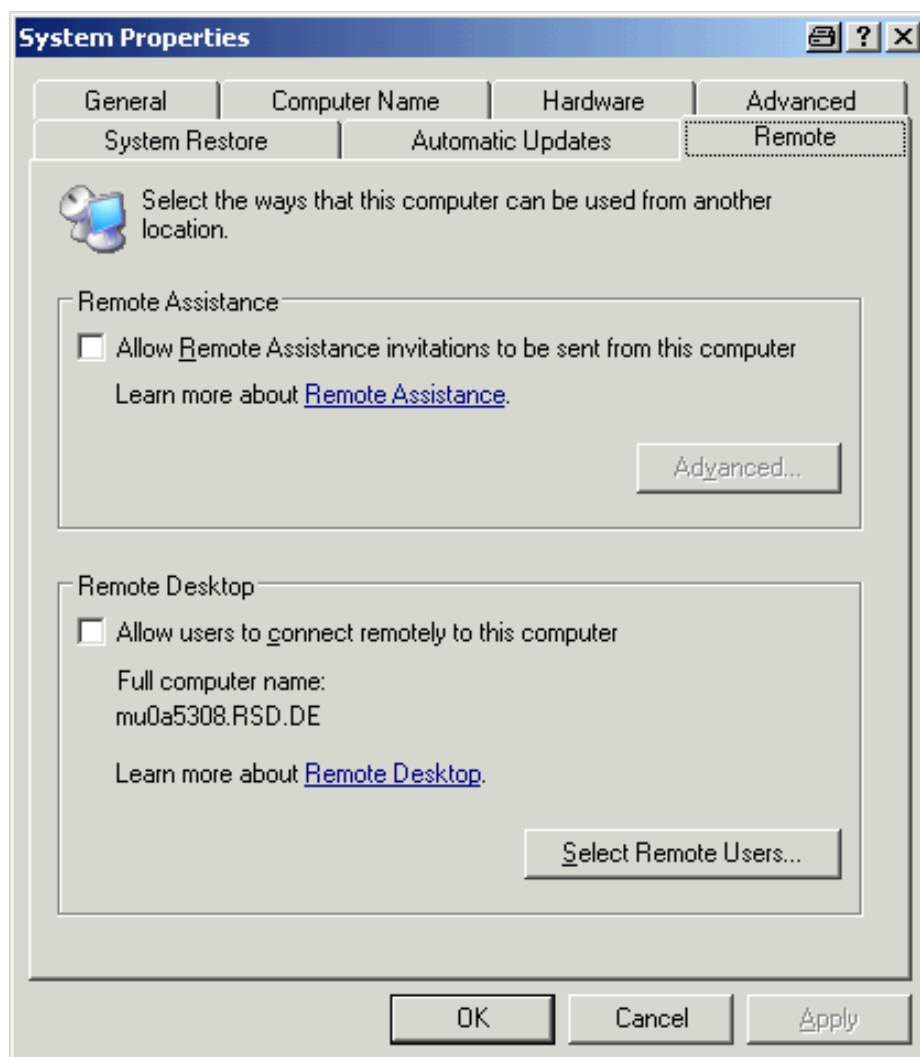 System Properties
General Computer Name Hardware Advanced
System Restore Automatic Updates Remote
Select the ways that this computer can be used from another
location.
Remote Assistance
Allow Remote Assistance invitations to be sent from this computer
Learn more about Remote Assistance.
Advanced...
Remote Desktop
Allow users to connect remotely to this computer
Full computer name:
mu0a5308.RSD.DE
Learn more about Remote Desktop.
Select Remote Users...
OK Cancel Apply